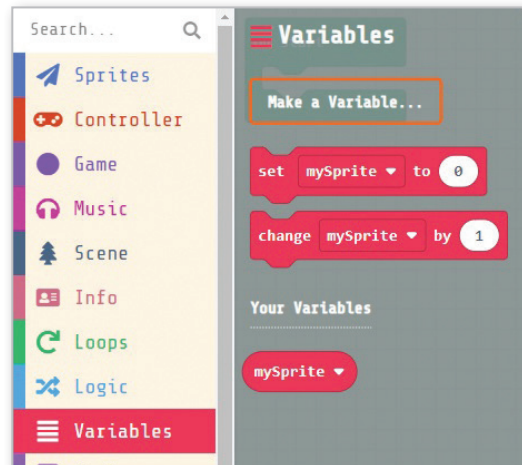 Search...
Sprites
Controller
Game
Music
Scene
Info
Loops
Logic
Variables
Variables
Make a Variable...
set mySprite to 0
change mySprite by 1
Your Variables
mySprite